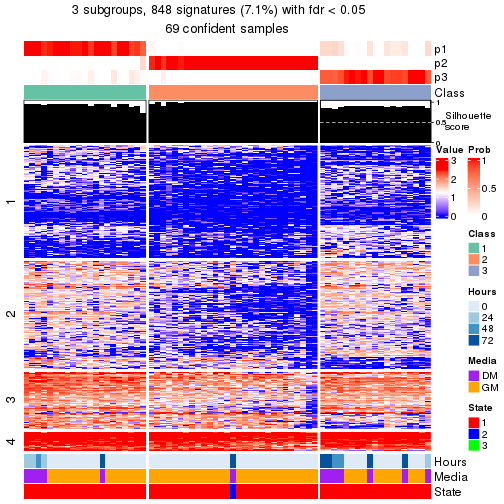 3 subgroups, 848 signatures (7.1%) with fdr < 0.05
69 confident samples
p1
p2
p3
Class
1
0.5
0
Silhouette
score
1
2
3
4
Hours
Media
State
Value
3
2
1
0
Prob
1
0.5
0
Class
1
2
3
Hours
0
24
48
72
Media
DM
GM
State
1
2
3